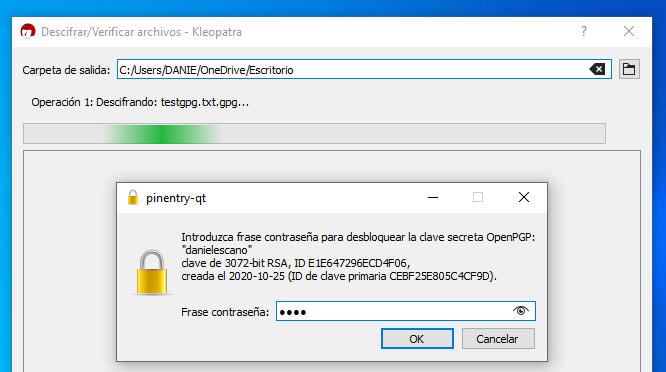 Descifrar/Verificar archivos - Kleopatra
Carpeta de salida: C:/Users/DANIE/OneDrive/Escritorio
Operación 1: Descifrando: testgpg.txt.gpg...
pinentry-qt
Introduzca frase contraseña para desbloquear la clave secreta OpenPGP:
"danielescano"
clave de 3072-bit RSA, ID E1E647296ECD4F06,
creada el 2020-10-25 (ID de clave primaria CEBF25E805C4CF9D).
Frase contraseña: ●●●●
OK Cancelar